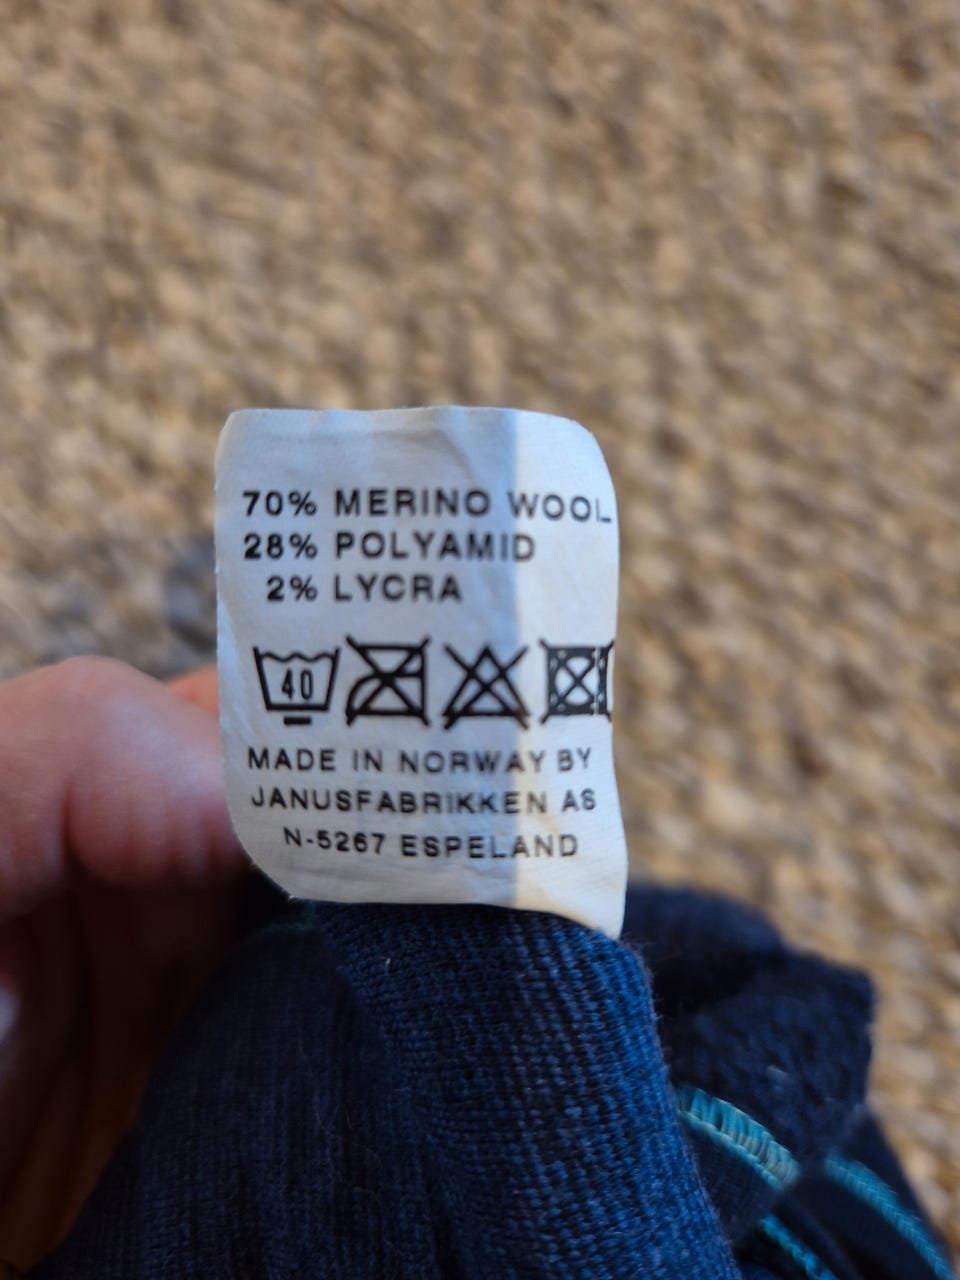 70% MERINO WOOL
28% POLYAMID
2% LYCRA
40
MADE IN NORWAY BY
JANUSFABRIKKEN AS
N-5267 ESPELAND